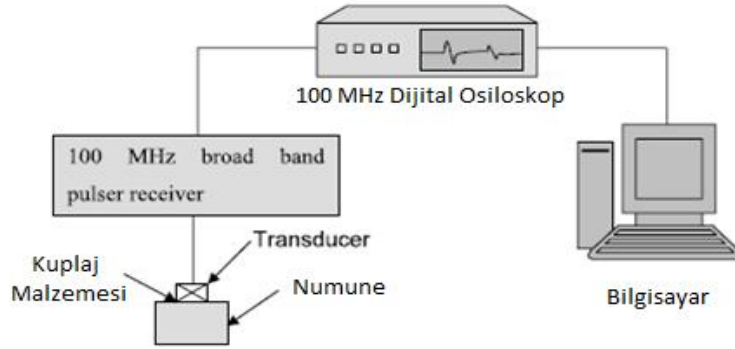 100 MHz Dijital Osiloskop
100 MHz broad band
pulser receiver
Transducer
Kuplaj
Malzemesi
Numune
Bilgisayar